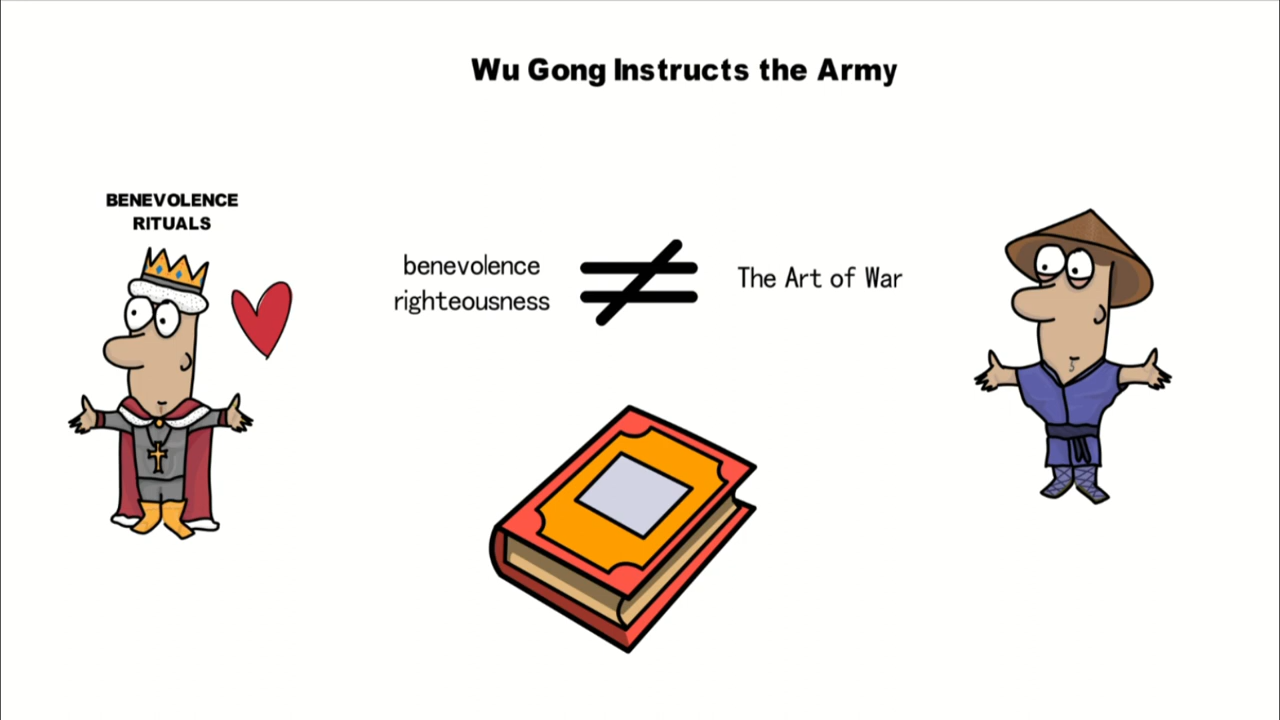 Wu Gong Instructs the Army
BENEVOLENCE
RITUALS
benevolence
righteousness
The Art of War